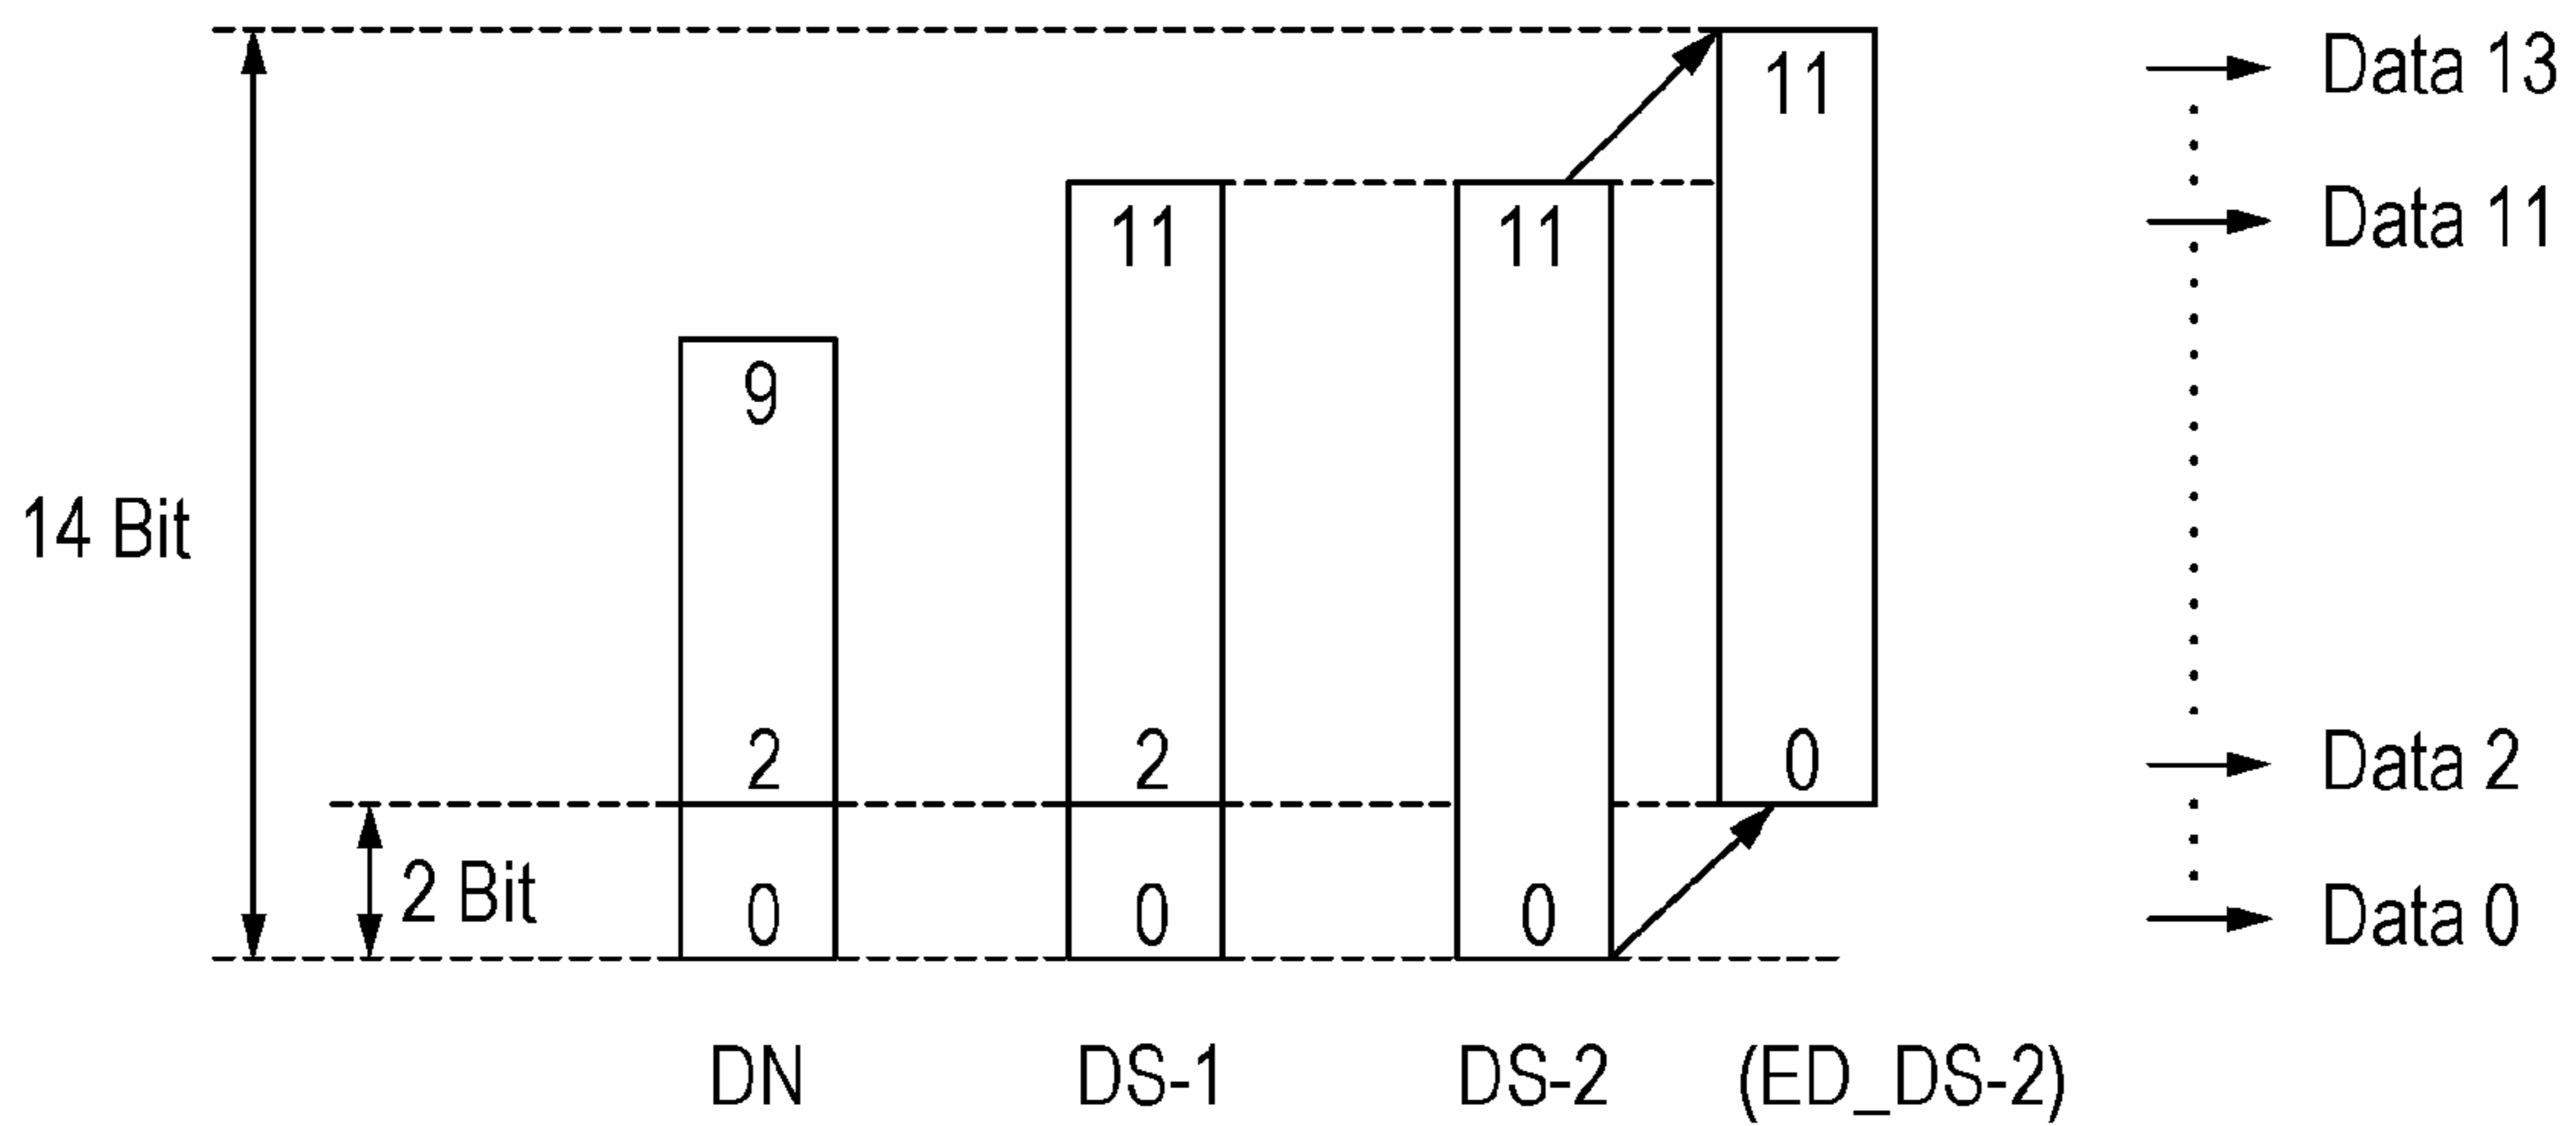 11
Data 13
11
11
Data 11
9
14 Bit
2
2
0
Data 2
2 Bit
0
0
0
Data 0
DN
DS-1
DS-2
(ED_DS-2)